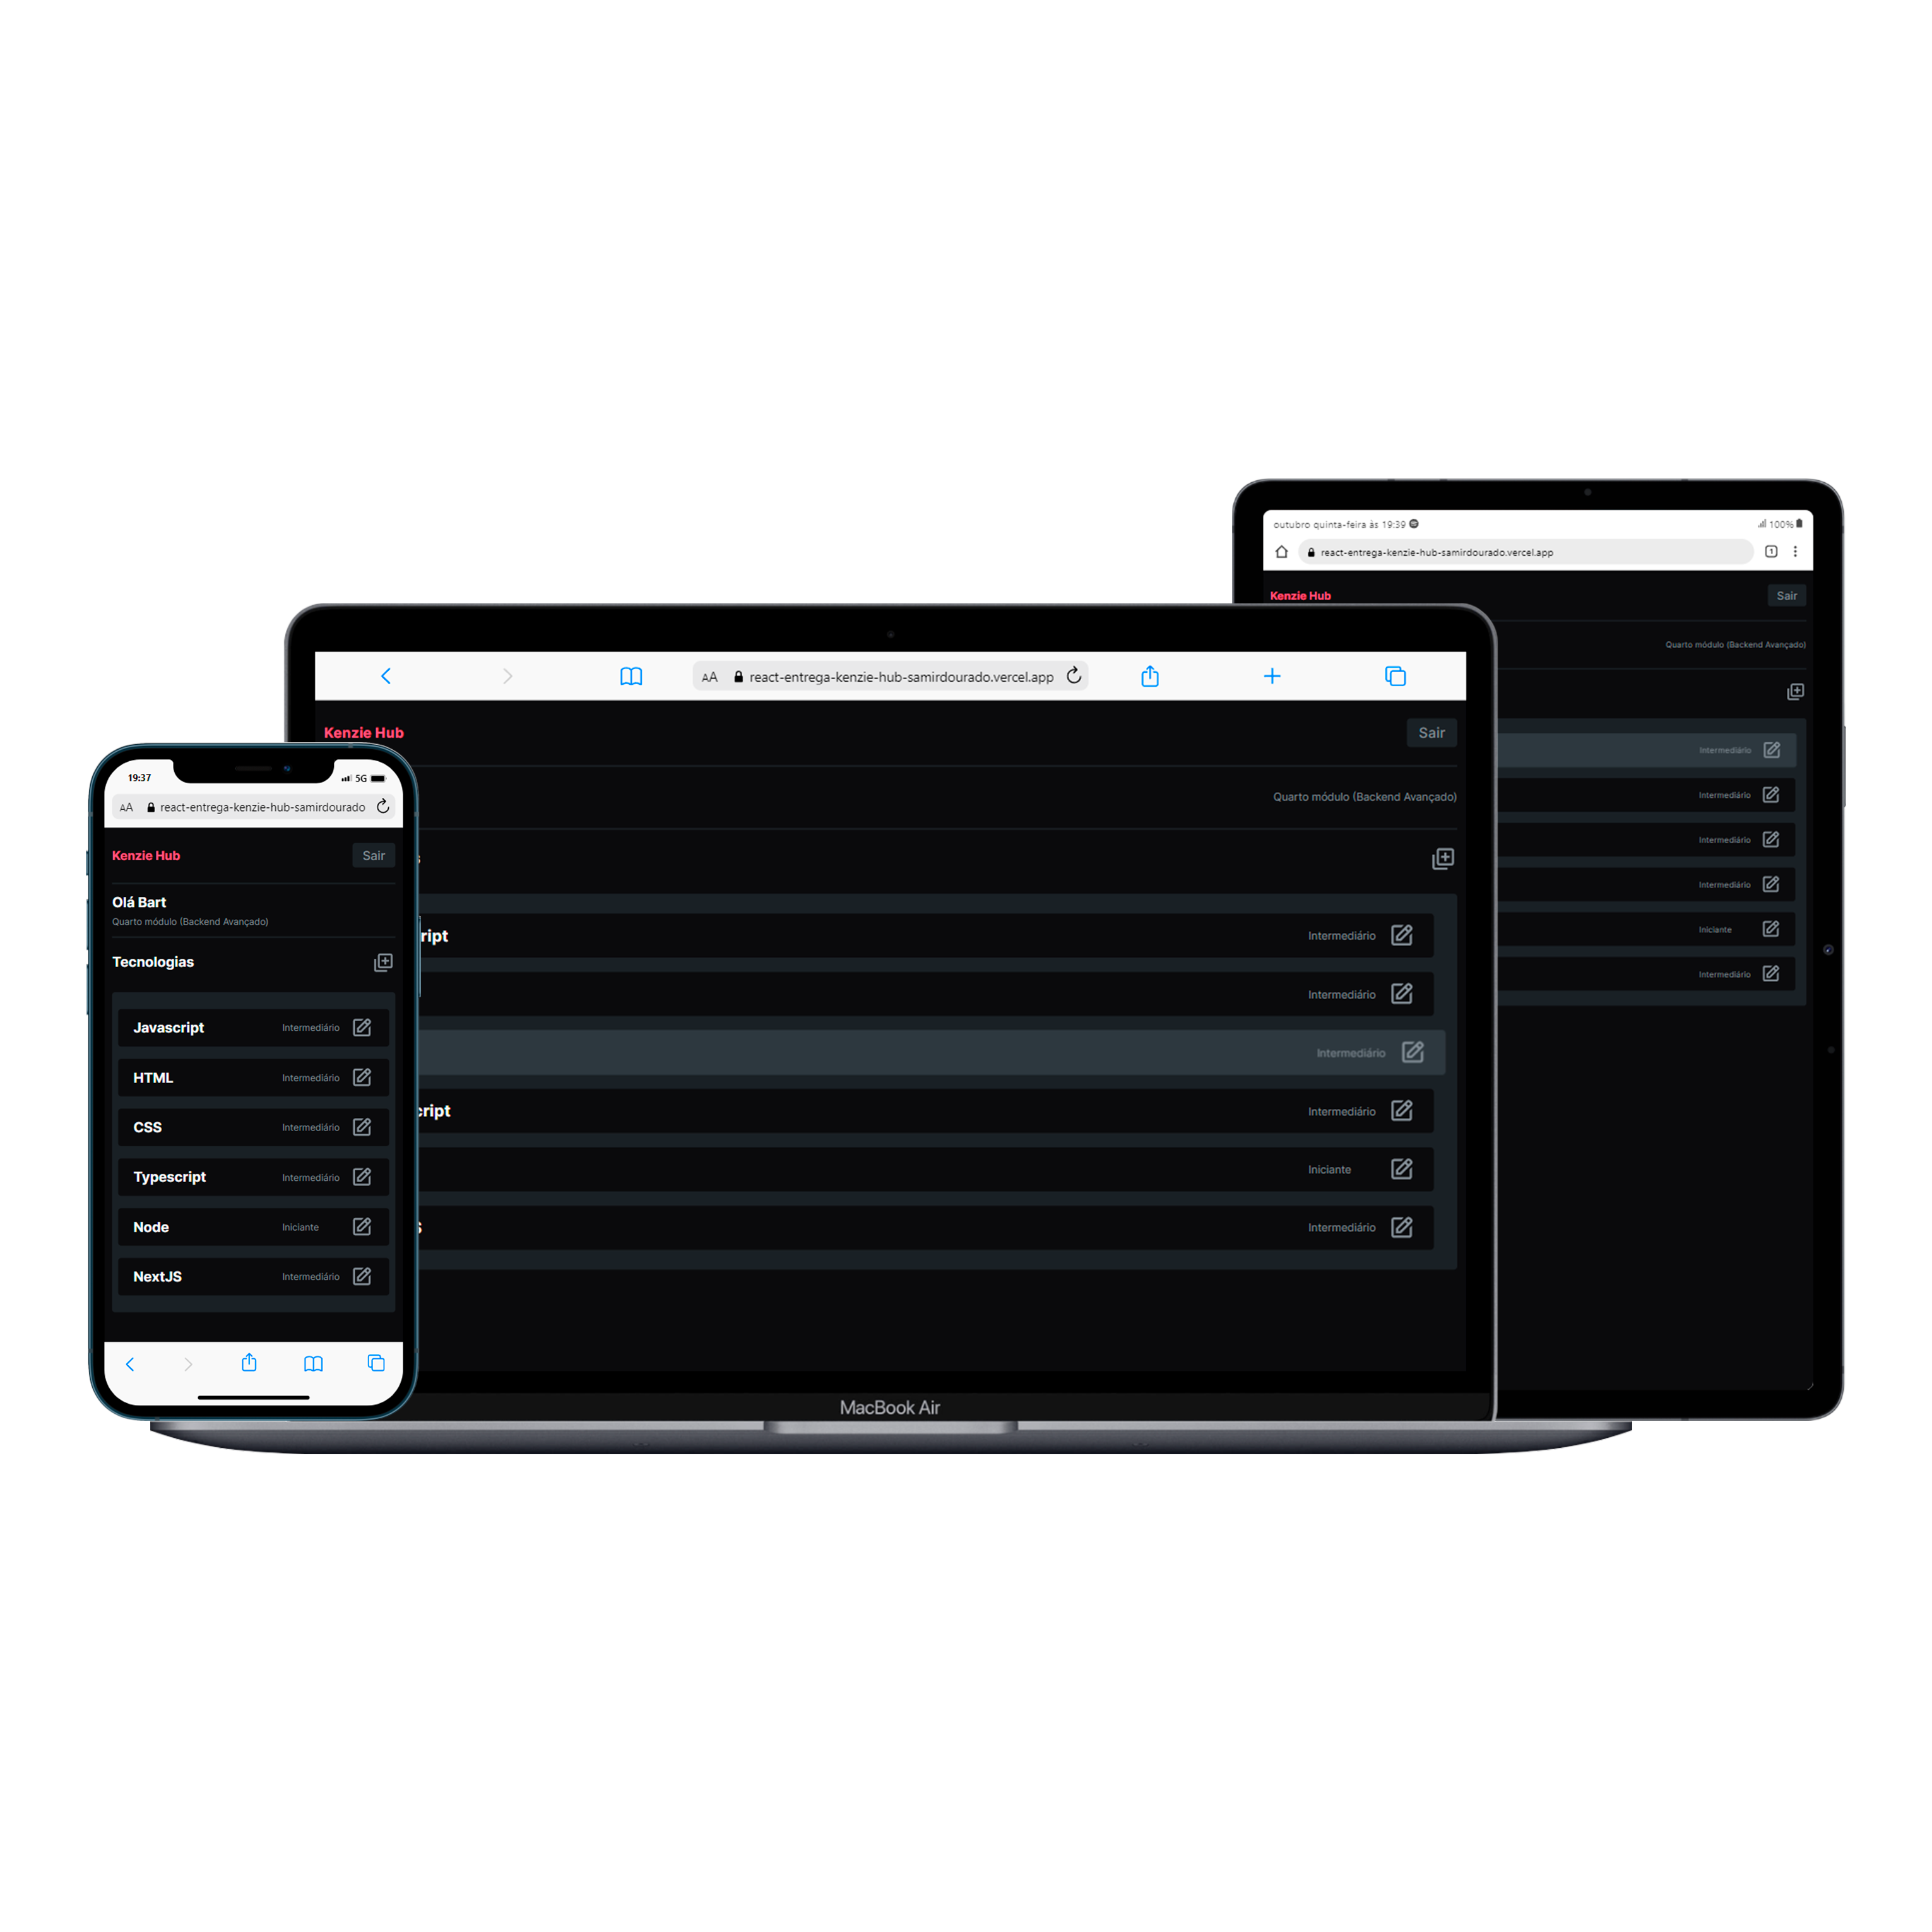 19:37
5G
AA react-entrega-kenzie-hub-samirdourado
Kenzie Hub Sair
Olá Bart
Quarto módulo (Backend Avançado)
Tecnologias
Javascript Intermediário
HTML Intermediário
CSS Intermediário
Typescript Intermediário
Node Iniciante
NextJS Intermediário
AA react-entrega-kenzie-hub-samirdourado.vercel.app
Kenzie Hub Sair
Quarto módulo (Backend Avançado)
s
ript Intermediário
Intermediário
Intermediário
cript Intermediário
Iniciante
S Intermediário
MacBook Air
outubro quinta-feira ás 19:39 100%
react-entrega-kenzie-hub-samirdourado.vercel.app 1
Kenzie Hub Sair
Quarto módulo (Backend Avançado)
Intermediário
Intermediário
Intermediário
Intermediário
Iniciante
Intermediário